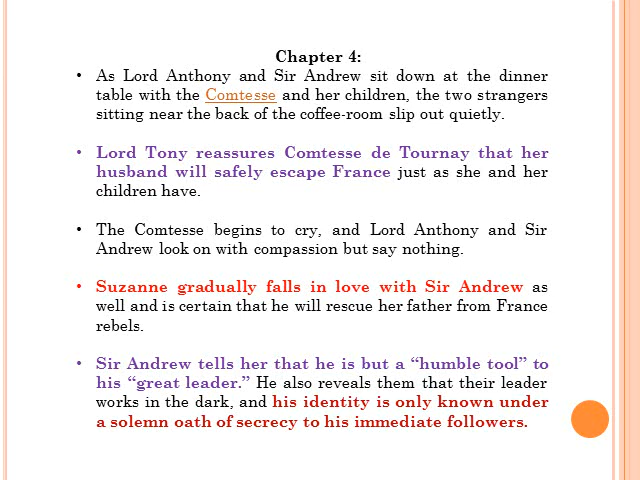 Chapter 4:
• As Lord Anthony and Sir Andrew sit down at the dinner
table with the Comtesse and her children, the two strangers
sitting near the back of the coffee-room slip out quietly.
• Lord Tony reassures Comtesse de Tournay that her
husband will safely escape France just as she and her
children have.
• The Comtesse begins to cry, and Lord Anthony and Sir
Andrew look on with compassion but say nothing.
• Suzanne gradually falls in love with Sir Andrew as
well and is certain that he will rescue her father from France
rebels.
• Sir Andrew tells her that he is but a “humble tool” to
his “great leader.” He also reveals them that their leader
works in the dark, and his identity is only known under
a solemn oath of secrecy to his immediate followers.